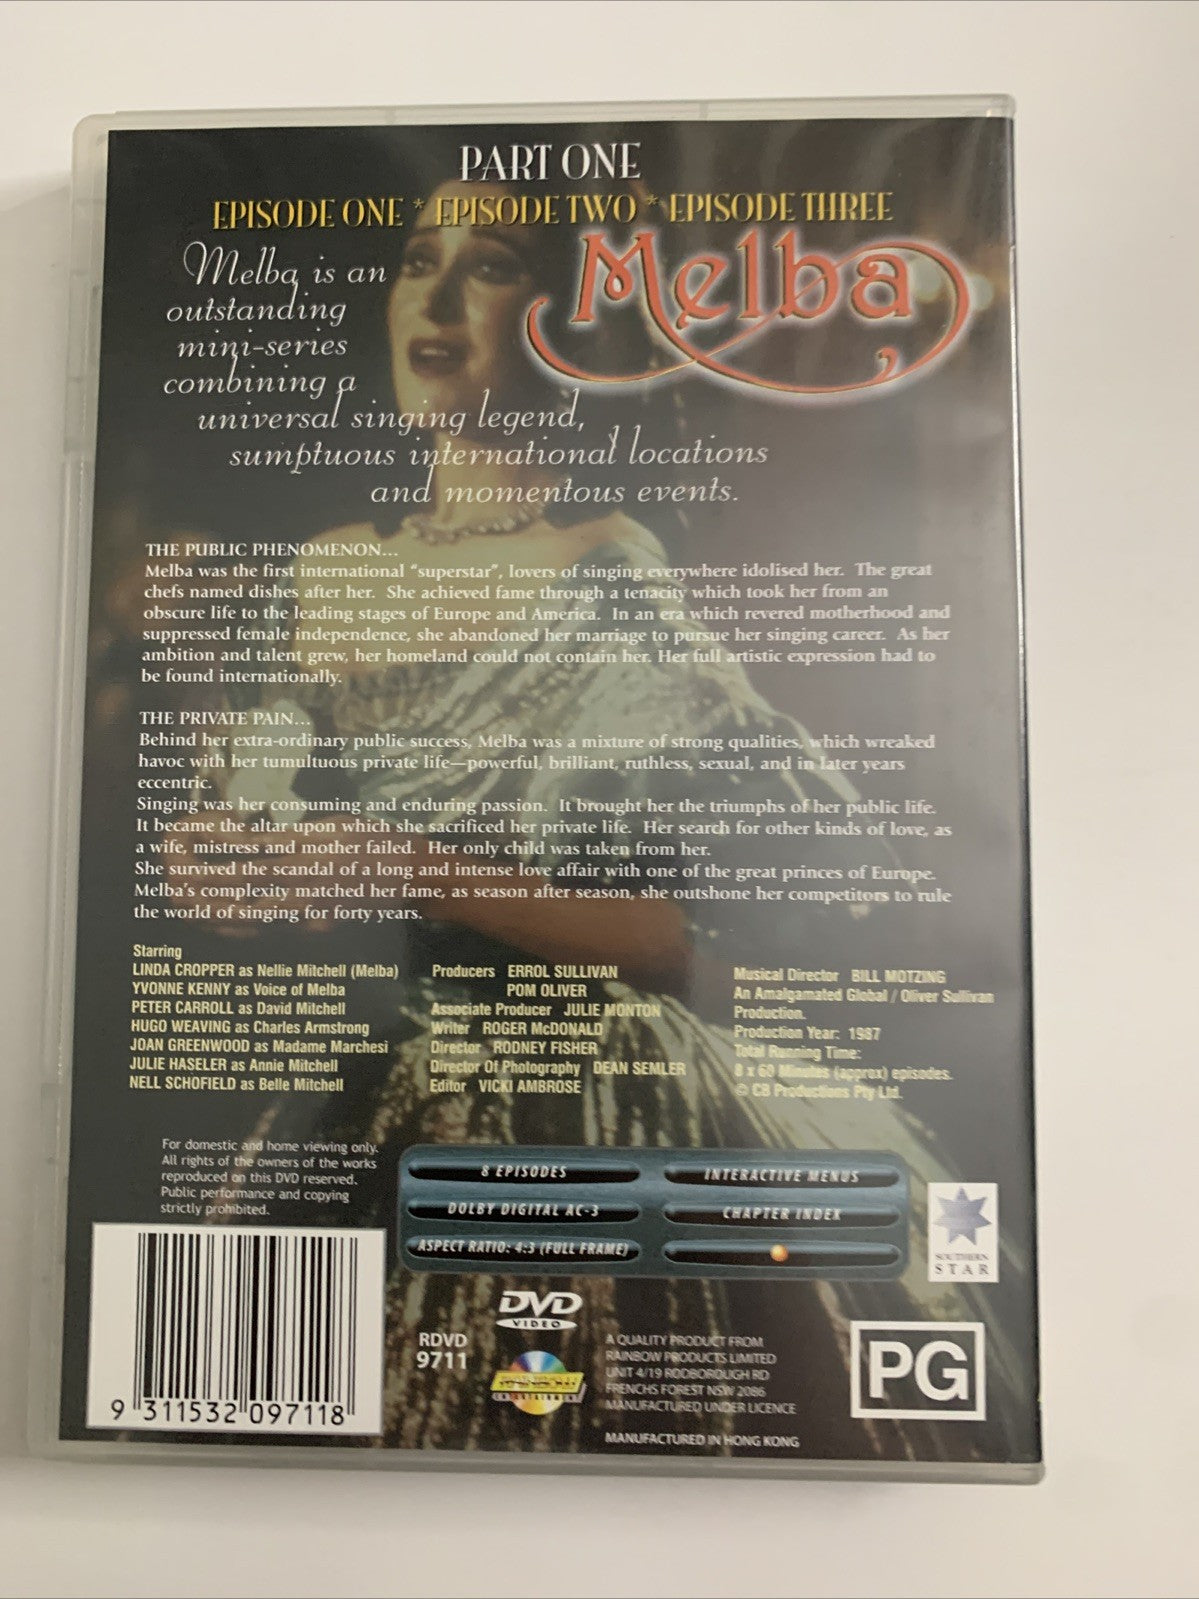 PART ONE
EPISODE ONE * EPISODE TWO * EPISODE THREE
Melba
Melba is an
outstanding
mini-series
combining a
universal singing legend,
sumptuous international locations
and momentous events.
THE PUBLIC PHENOMENON...
Melba was the first international "superstar", lovers of singing everywhere idolised her. The great
chefs named dishes after her. She achieved fame through a tenacity which took her from an
obscure life to the leading stages of Europe and America. In an era which revered motherhood and
suppressed female independence, she abandoned her marriage to pursue her singing career. As her
ambition and talent grew, her homeland could not contain her. Her full artistic expression had to
be found internationally.
THE PRIVATE PAIN...
Behind her extra-ordinary public success, Melba was a mixture of strong qualities, which wreaked
havoc with her tumultuous private life—powerful, brilliant, ruthless, sexual, and in later years
eccentric.
Singing was her consuming and enduring passion. It brought her the triumphs of her public life.
It became the altar upon which she sacrificed her private life. Her search for other kinds of love, as
a wife, mistress and mother failed. Her only child was taken from her.
She survived the scandal of a long and intense love affair with one of the great princes of Europe.
Melba's complexity matched her fame, as season after season, she outshone her competitors to rule
the world of singing for forty years.
Starring
LINDA CROPPER as Nellie Mitchell (Melba)
YVONNE KENNY as Voice of Melba
PETER CARROLL as David Mitchell
HUGO WEAVING as Charles Armstrong
JOAN GREENWOOD as Madame Marchesi
JULIE HASELER as Annie Mitchell
NELL SCHOFIELD as Belle Mitchell
Producers ERROL SULLIVAN
POM OLIVER
Associate Producer JULIE MONTON
Writer ROGER McDONALD
Director RODNEY FISHER
Director Of Photography DEAN SEMLER
Editor VICKI AMBROSE
Musical Director BILL MOTZING
An Amalgamated Global / Oliver Sullivan
Production.
Production Year: 1987
Total Running Time:
8 x 60 Minutes (approx) episodes.
© CB Productions Pty Ltd.
For domestic and home viewing only.
All rights of the owners of the works
reproduced on this DVD reserved.
Public performance and copying
strictly prohibited.
8 EPISODES
INTERACTIVE MENUS
DOLBY DIGITAL AC-3
CHAPTER INDEX
ASPECT RATIO: 4:3 (FULL FRAME)
SOUTHERN
STAR
9 311532 097118
DVD
VIDEO
RDVD
9711
A QUALITY PRODUCT FROM
RAINBOW PRODUCTS LIMITED
UNIT 4/19 RODBOROUGH RD
FRENCHS FOREST NSW 2086
MANUFACTURED UNDER LICENCE
MANUFACTURED IN HONG KONG
PG